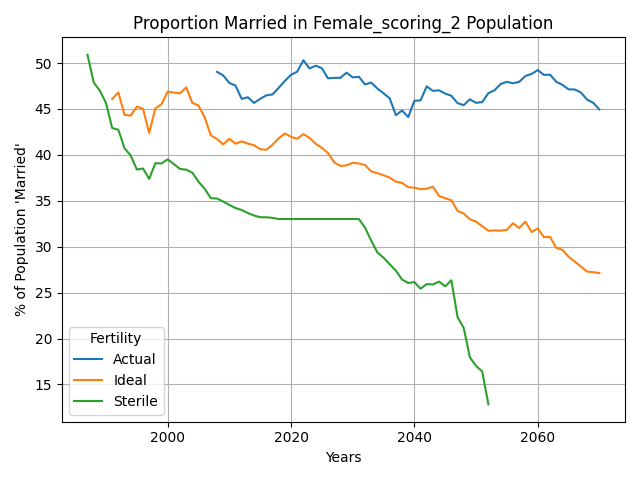 Proportion Married in Female_scoring_2 Population
% of Population 'Married'
50
45
40
35
30
25
20
15
Fertility
Actual
Ideal
Sterile
2000 2020 2040 2060
Years